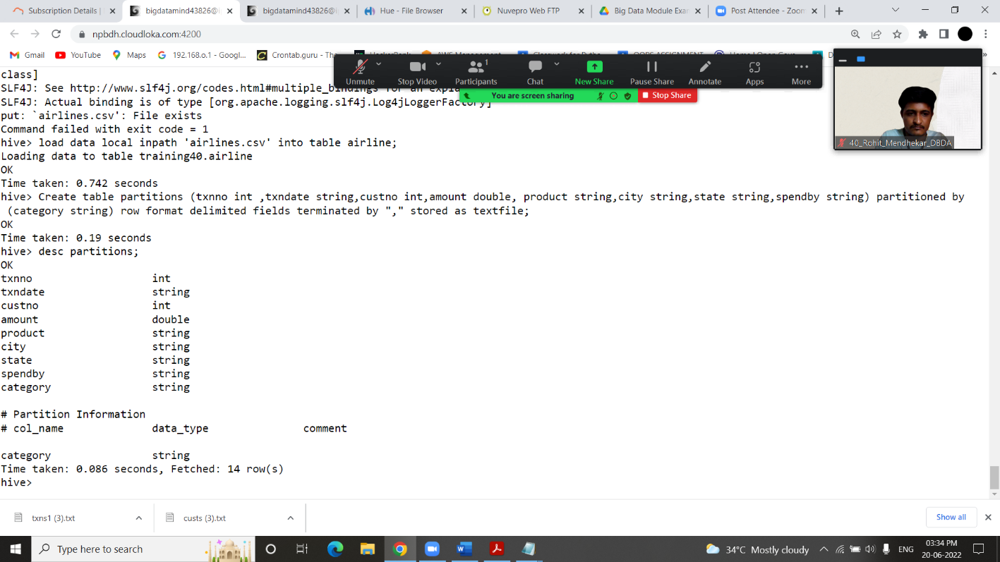 Subscription Details |
bigdatamind43826@i
bigdatamind43826@ip
Hue - File Browser
Nuvepro Web FTP
Big Data Module Exam
Post Attendee - Zoom
npbdh.cloudloka.com:4200
Gmail
YouTube
Maps
192.168.o.1 - Googl...
Crontab.guru - The
Unmute
Stop Video
1
Participants
Chat
New Share
Pause Share
Annotate
Apps
More
You are screen sharing
Stop Share
40_Rohit_Mendhekar_DBDA
class]
SLF4J: See http://www.slf4j.org/codes.html#multiple_bindings for an expla
SLF4J: Actual binding is of type [org.apache.logging.slf4j.Log4jLoggerFactory]
put: `airlines.csv': File exists
Command failed with exit code = 1
hive> load data local inpath 'airlines.csv' into table airline;
Loading data to table training40.airline
OK
Time taken: 0.742 seconds
hive> Create table partitions (txnno int ,txndate string,custno int,amount double, product string,city string,state string,spendby string) partitioned by
(category string) row format delimited fields terminated by "," stored as textfile;
OK
Time taken: 0.19 seconds
hive> desc partitions;
OK
txnno int
txndate string
custno int
amount double
product string
city string
state string
spendby string
category string
# Partition Information
# col_name data_type comment
category string
Time taken: 0.086 seconds, Fetched: 14 row(s)
hive>
txns1 (3).txt
custs (3).txt
Show all
Type here to search
34°C Mostly cloudy
ENG
03:34 PM
20-06-2022